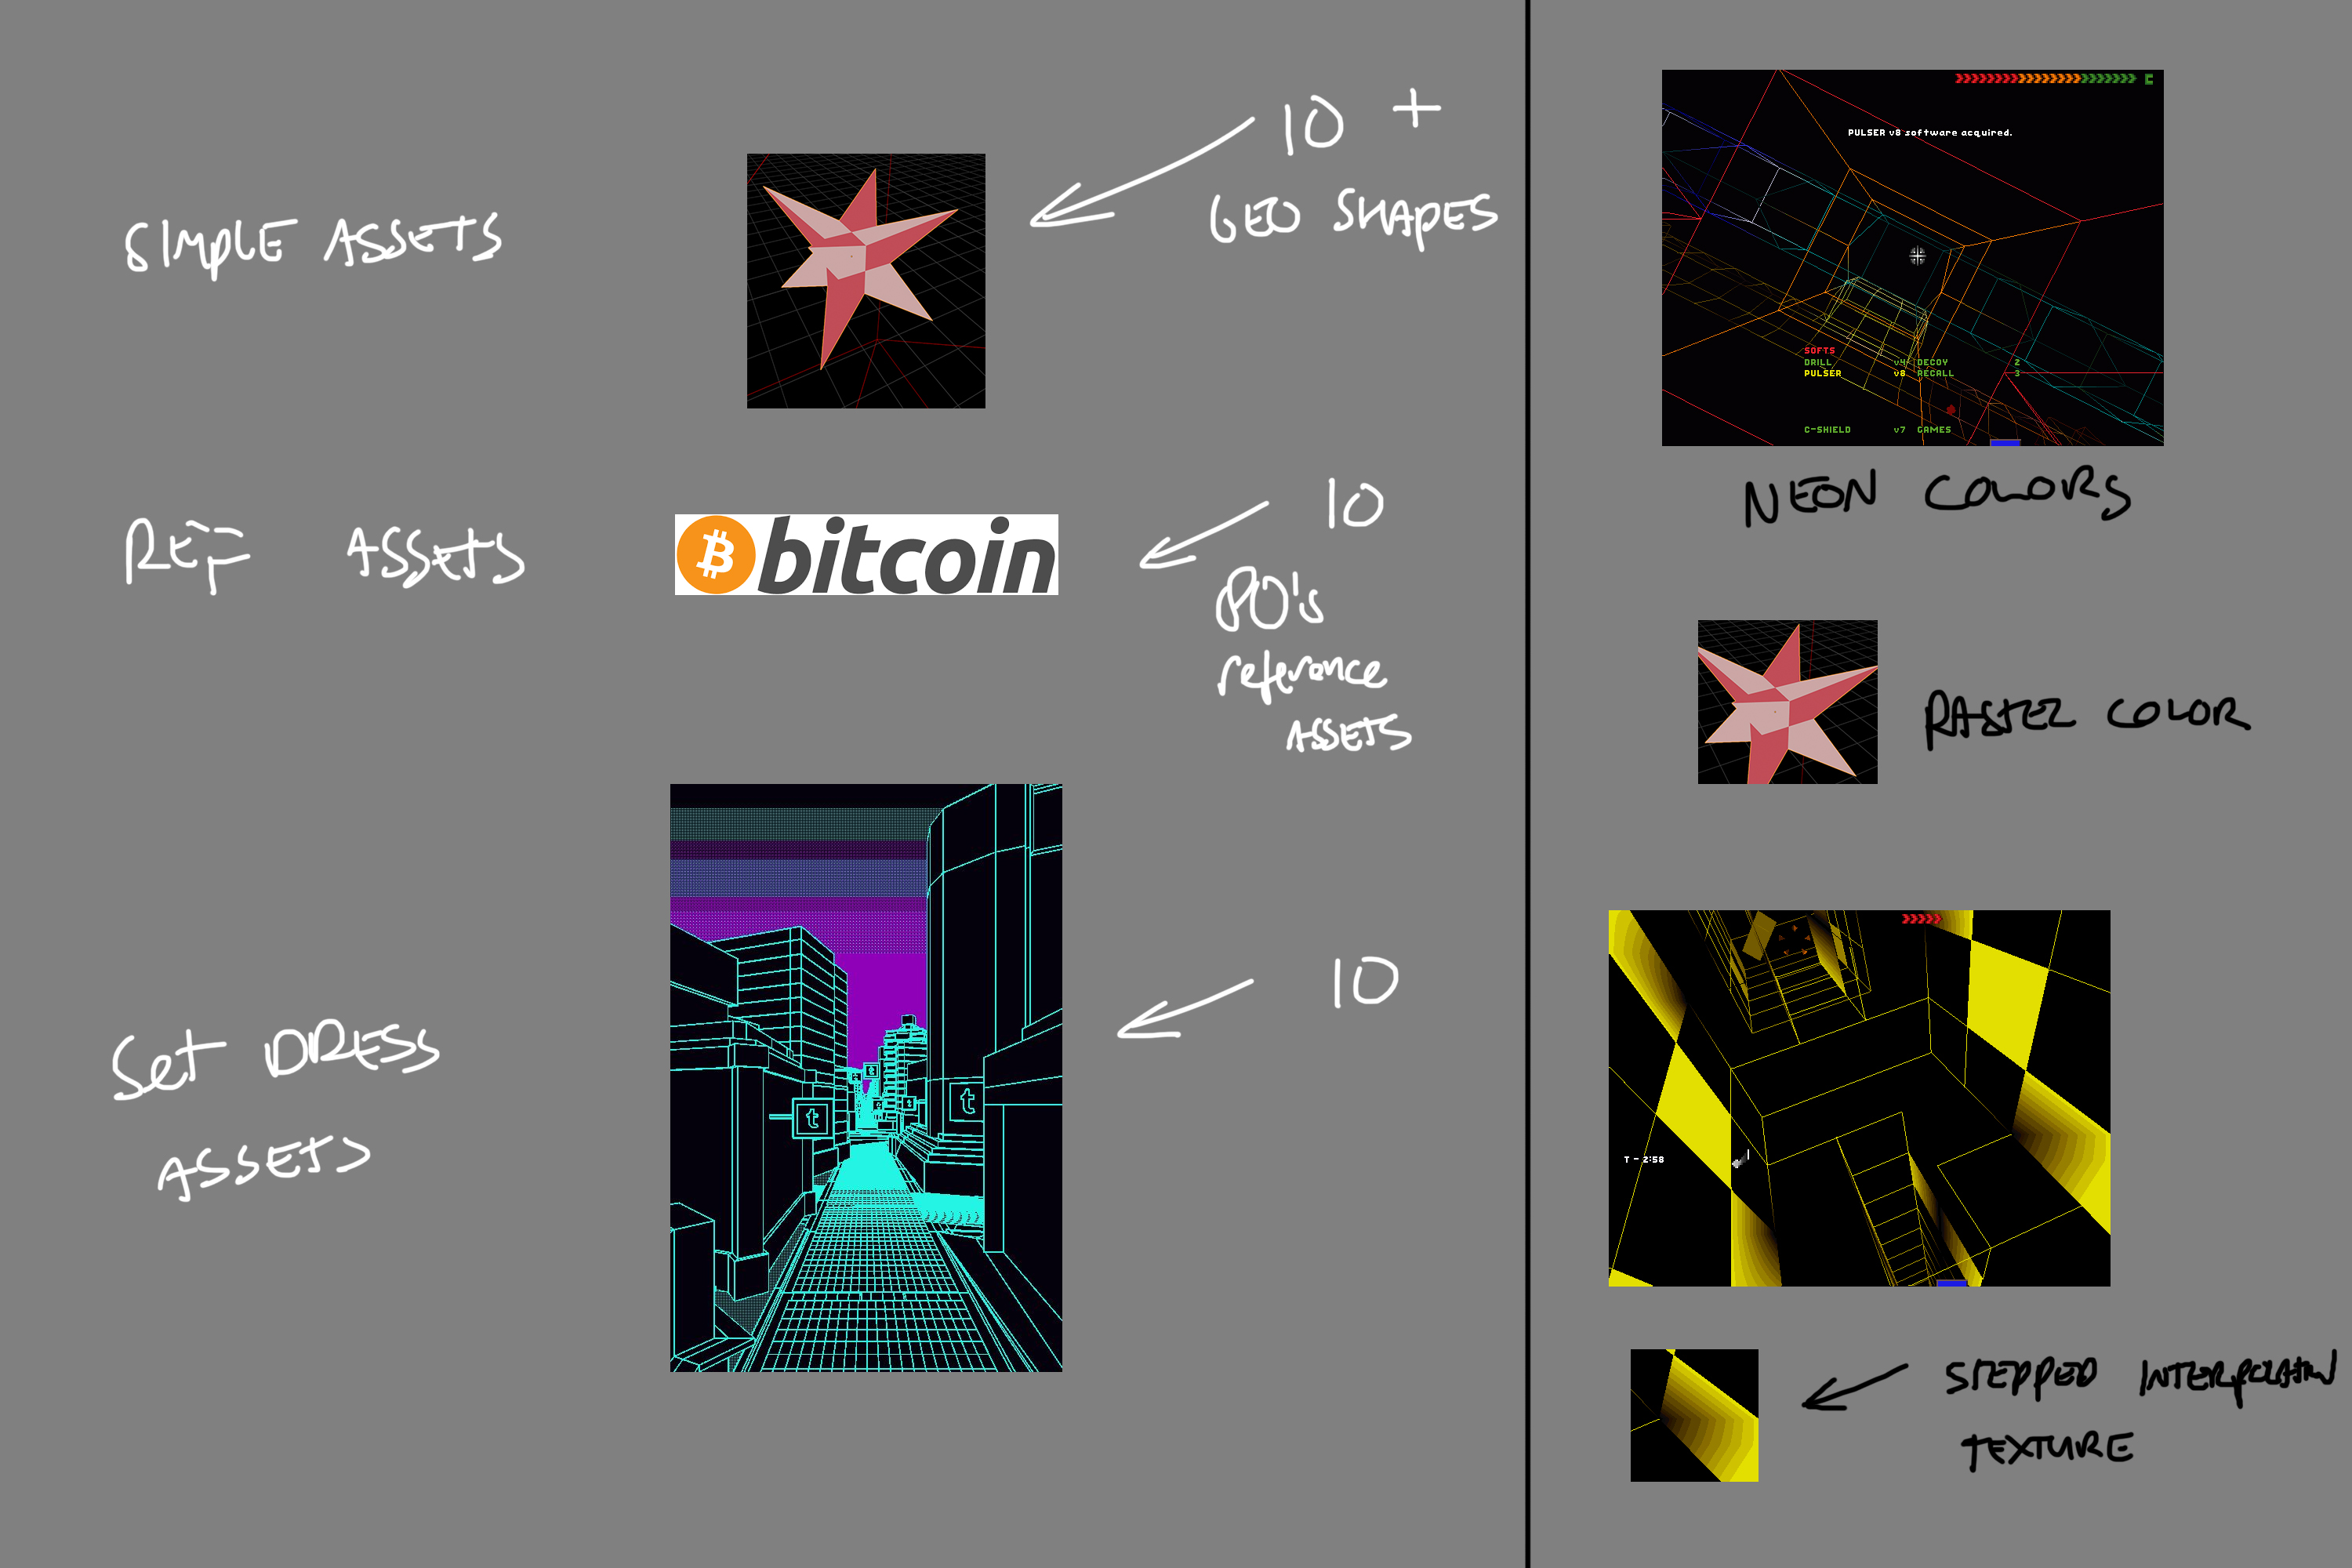 SIMPLE ASSETS
10 +
GEO SHAPES
REF ASSETS
bitcoin
10
80's
reference
ASSETS
SET DRESS
ASSETS
t
t
t
t
10
C
PULSER v8 software acquired.
SOFTS
DRILL v4 DECOY 2
PULSER v8 RECALL 3
C-SHIELD v7 GAMES
NEON COLORS
COLOR
T - 2:58
STEPPED INTERPOLATION
TEXTURE